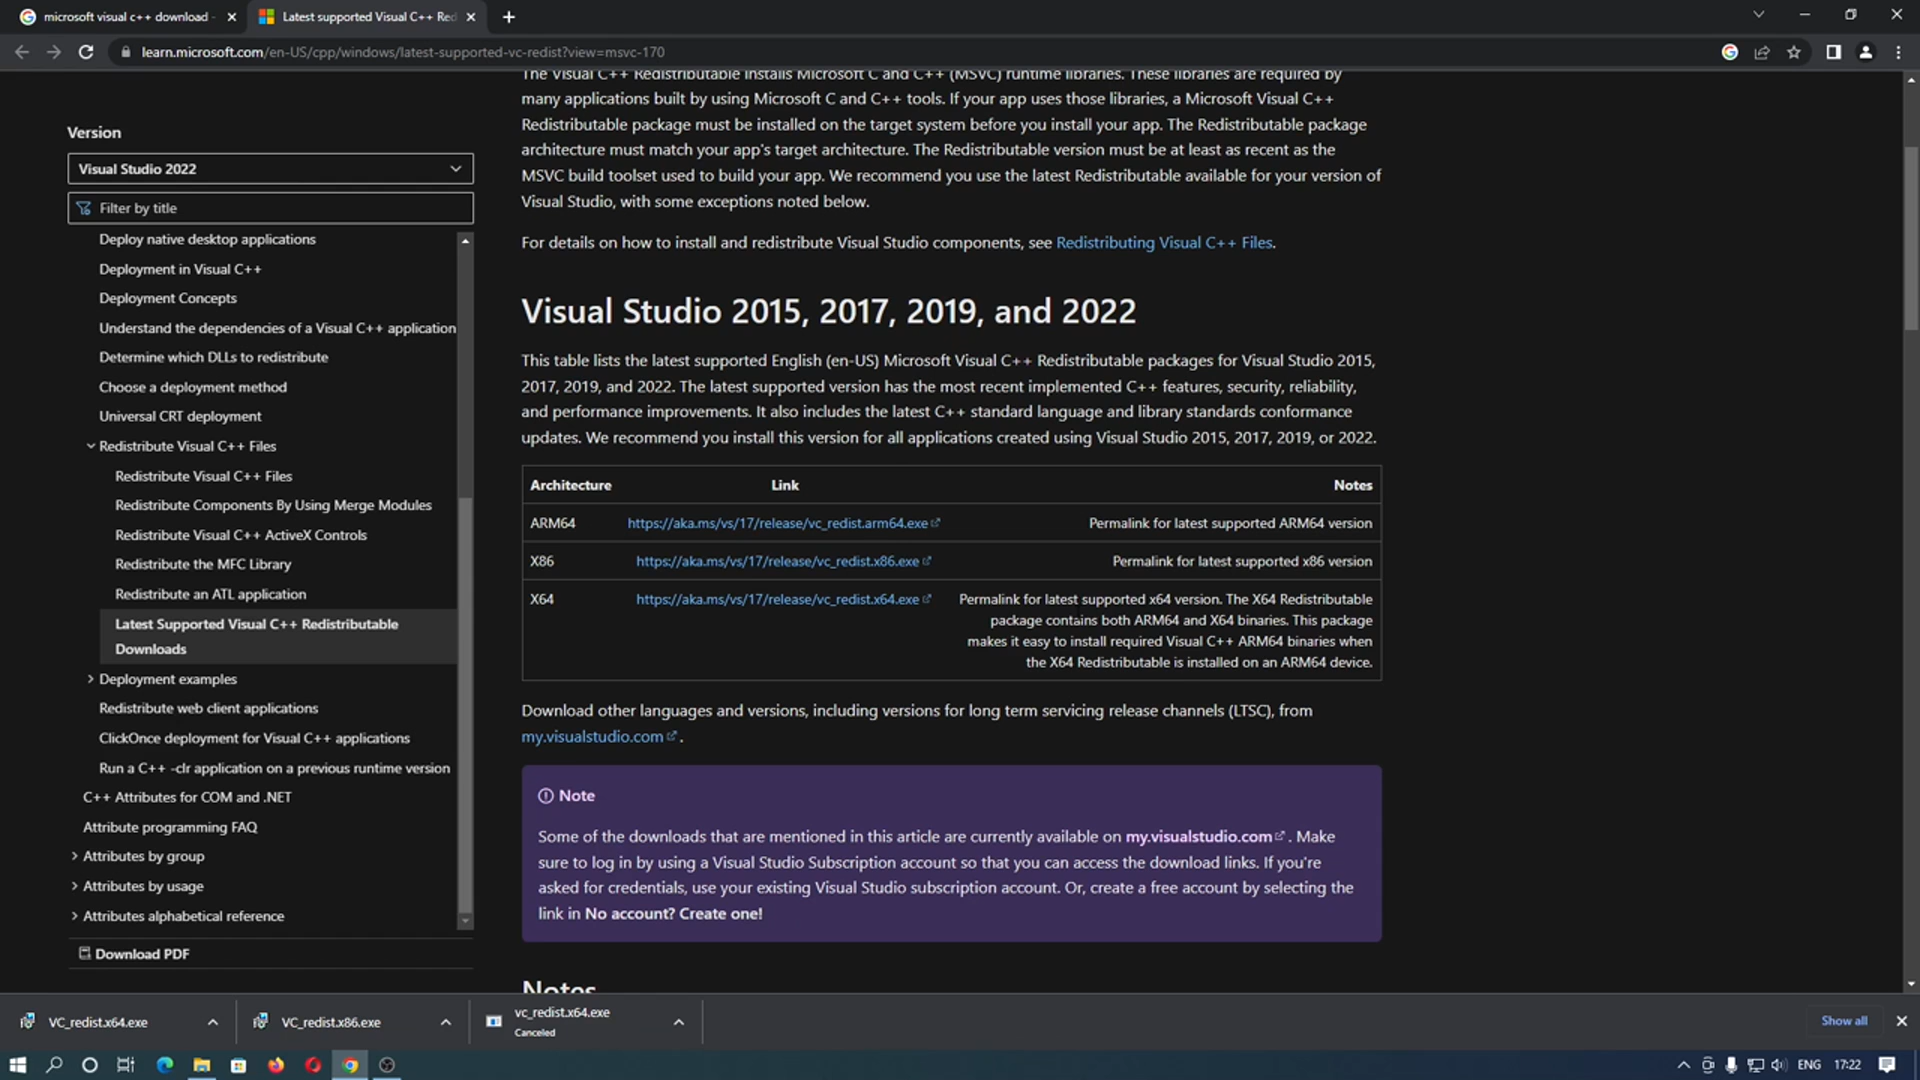 microsoft visual c++ download -
Latest supported Visual C++ Red
learn.microsoft.com/en-US/cpp/windows/latest-supported-vc-redist?view=msvc-170
Version
Visual Studio 2022
Filter by title
Deploy native desktop applications
Deployment in Visual C++
Deployment Concepts
Understand the dependencies of a Visual C++ application
Determine which DLLs to redistribute
Choose a deployment method
Universal CRT deployment
Redistribute Visual C++ Files
Redistribute Visual C++ Files
Redistribute Components By Using Merge Modules
Redistribute Visual C++ ActiveX Controls
Redistribute the MFC Library
Redistribute an ATL application
Latest Supported Visual C++ Redistributable
Downloads
Deployment examples
Redistribute web client applications
ClickOnce deployment for Visual C++ applications
Run a C++ -clr application on a previous runtime version
C++ Attributes for COM and .NET
Attribute programming FAQ
Attributes by group
Attributes by usage
Attributes alphabetical reference
Download PDF
The Visual C++ Redistributable installs Microsoft C and C++ (MSVC) runtime libraries. These libraries are required by
many applications built by using Microsoft C and C++ tools. If your app uses those libraries, a Microsoft Visual C++
Redistributable package must be installed on the target system before you install your app. The Redistributable package
architecture must match your app's target architecture. The Redistributable version must be at least as recent as the
MSVC build toolset used to build your app. We recommend you use the latest Redistributable available for your version of
Visual Studio, with some exceptions noted below.
For details on how to install and redistribute Visual Studio components, see Redistributing Visual C++ Files.
Visual Studio 2015, 2017, 2019, and 2022
This table lists the latest supported English (en-US) Microsoft Visual C++ Redistributable packages for Visual Studio 2015,
2017, 2019, and 2022. The latest supported version has the most recent implemented C++ features, security, reliability,
and performance improvements. It also includes the latest C++ standard language and library standards conformance
updates. We recommend you install this version for all applications created using Visual Studio 2015, 2017, 2019, or 2022.
Architecture Link Notes
ARM64 https://aka.ms/vs/17/release/vc_redist.arm64.exe Permalink for latest supported ARM64 version
X86 https://aka.ms/vs/17/release/vc_redist.x86.exe Permalink for latest supported x86 version
X64 https://aka.ms/vs/17/release/vc_redist.x64.exe Permalink for latest supported x64 version. The X64 Redistributable
package contains both ARM64 and X64 binaries. This package
makes it easy to install required Visual C++ ARM64 binaries when
the X64 Redistributable is installed on an ARM64 device.
Download other languages and versions, including versions for long term servicing release channels (LTSC), from
my.visualstudio.com .
Note
Some of the downloads that are mentioned in this article are currently available on my.visualstudio.com . Make
sure to log in by using a Visual Studio Subscription account so that you can access the download links. If you're
asked for credentials, use your existing Visual Studio subscription account. Or, create a free account by selecting the
link in No account? Create one!
Notes
VC_redist.x64.exe
VC_redist.x86.exe
vc_redist.x64.exe
Canceled
Show all
ENG 17:22